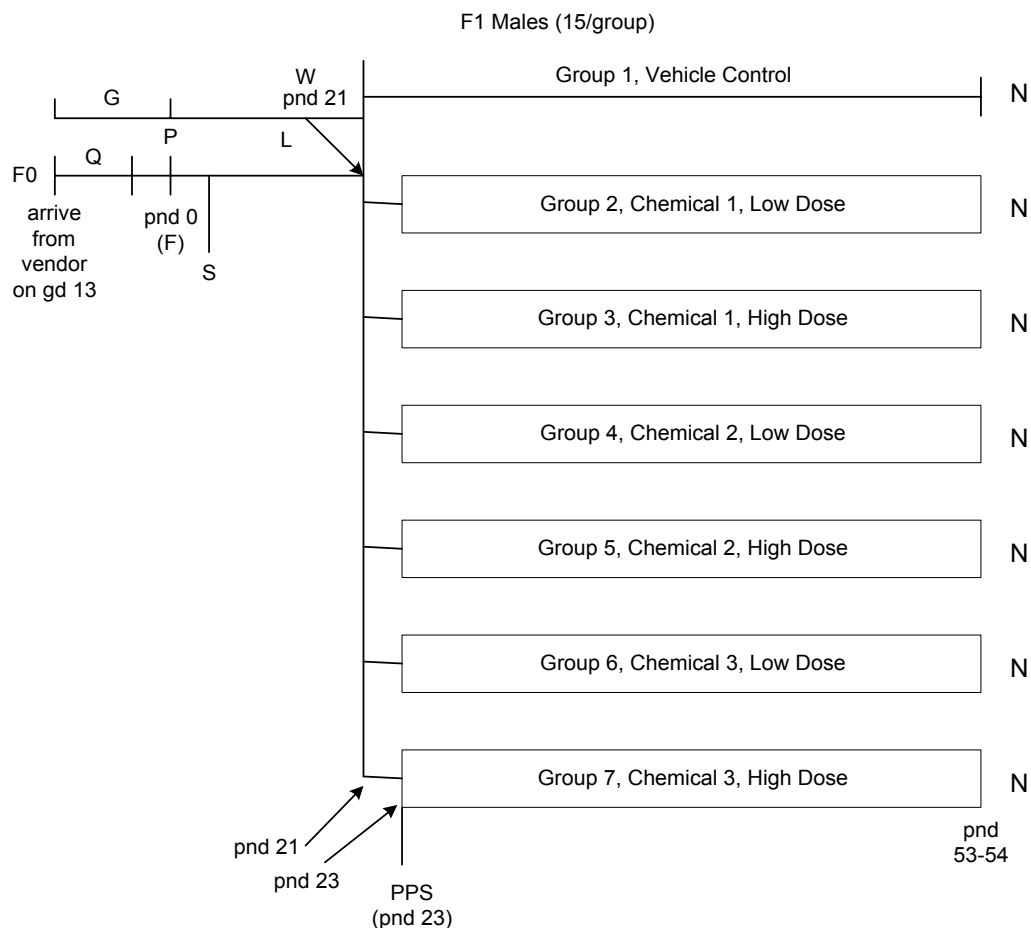 F1 Males (15/group)
W
pnd 21
Group 1, Vehicle Control
N
G
P
L
Q
F0
arrive
from
vendor
on gd 13
pnd 0
(F)
S
Group 2, Chemical 1, Low Dose
N
Group 3, Chemical 1, High Dose
N
Group 4, Chemical 2, Low Dose
N
Group 5, Chemical 2, High Dose
N
Group 6, Chemical 3, Low Dose
N
Group 7, Chemical 3, High Dose
N
pnd 21
pnd 23
PPS
(pnd 23)
pnd
53-54